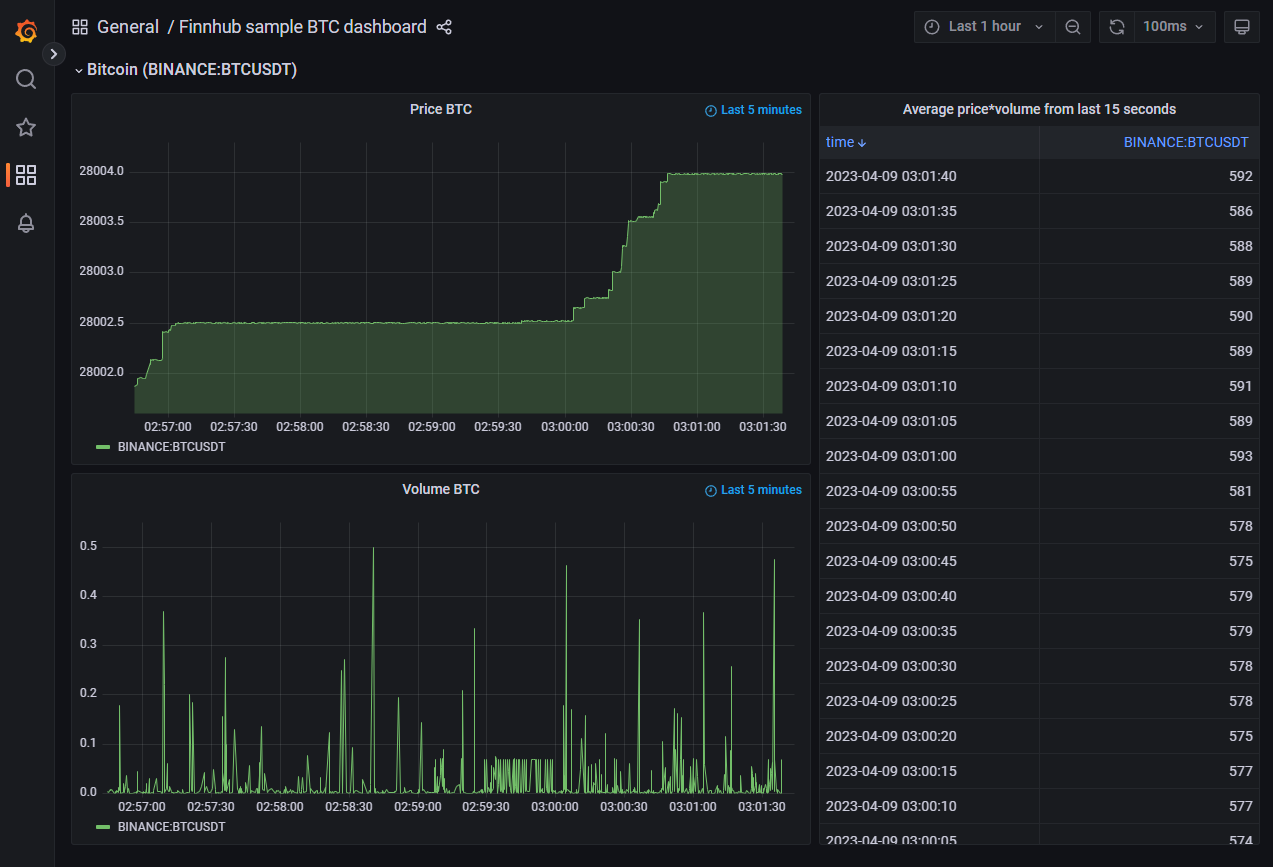 General / Finnhub sample BTC dashboard
Last 1 hour
100ms
Bitcoin (BINANCE:BTCUSDT)
Price BTC
Last 5 minutes
28004.0
28003.5
28003.0
28002.5
28002.0
02:57:00 02:57:30 02:58:00 02:58:30 02:59:00 02:59:30 03:00:00 03:00:30 03:01:00 03:01:30
BINANCE:BTCUSDT
Volume BTC
Last 5 minutes
0.5
0.4
0.3
0.2
0.1
0.0
02:57:00 02:57:30 02:58:00 02:58:30 02:59:00 02:59:30 03:00:00 03:00:30 03:01:00 03:01:30
BINANCE:BTCUSDT
Average price*volume from last 15 seconds
time BINANCE:BTCUSDT
2023-04-09 03:01:40 592
2023-04-09 03:01:35 586
2023-04-09 03:01:30 588
2023-04-09 03:01:25 589
2023-04-09 03:01:20 590
2023-04-09 03:01:15 589
2023-04-09 03:01:10 591
2023-04-09 03:01:05 589
2023-04-09 03:01:00 593
2023-04-09 03:00:55 581
2023-04-09 03:00:50 578
2023-04-09 03:00:45 575
2023-04-09 03:00:40 579
2023-04-09 03:00:35 579
2023-04-09 03:00:30 578
2023-04-09 03:00:25 578
2023-04-09 03:00:20 575
2023-04-09 03:00:15 577
2023-04-09 03:00:10 577
2023-04-09 03:00:05 574